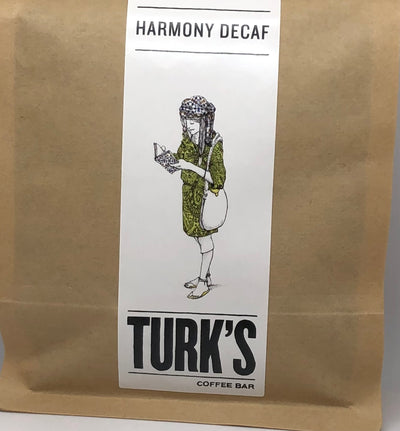 HARMONY DECAF
TURK'S
COFFEE BAR